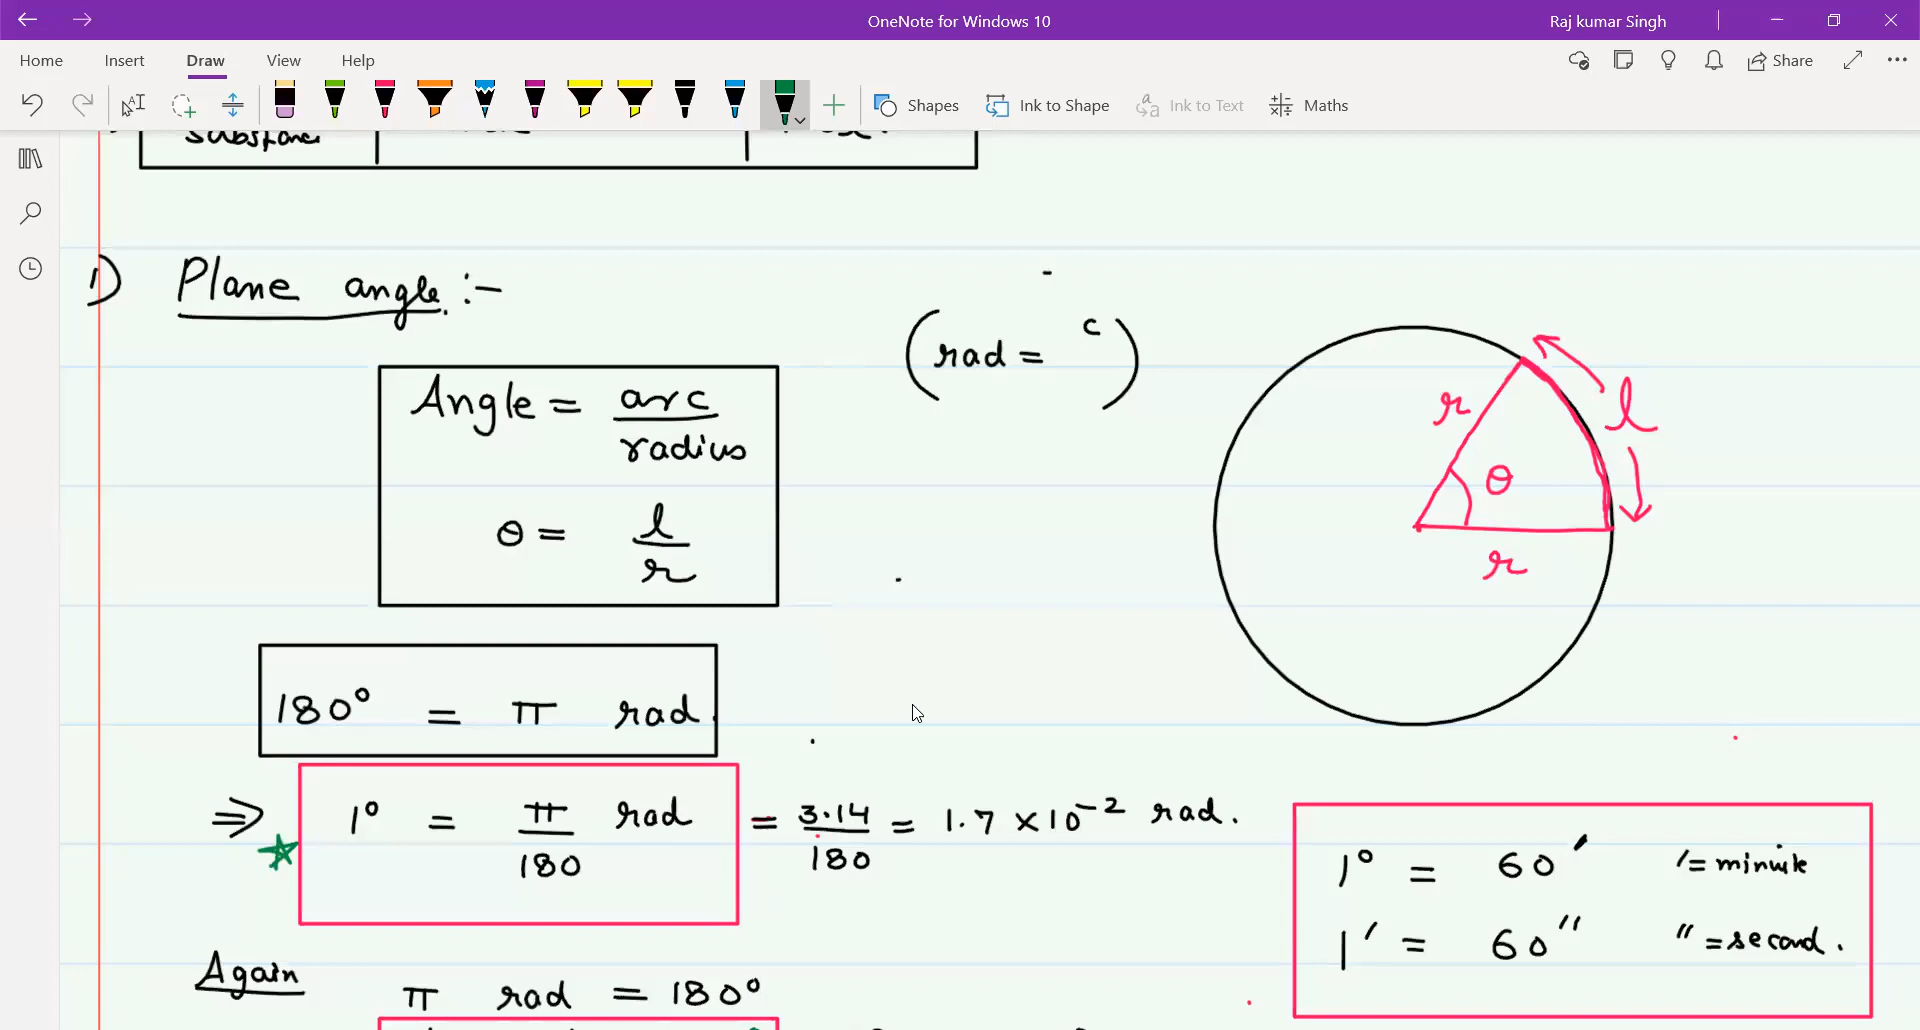 OneNote for Windows 10
Raj kumar Singh
Home Insert Draw View Help Share
Shapes Ink to Shape Ink to Text Maths
substance
1) Plane angle :-
(rad = c)
Angle = arc / radius
θ = l / r
r
l
θ
r
180° = π rad.
⇒ 1° = π/180 rad = 3.14/180 = 1.7 × 10⁻² rad.
1° = 60′ ′= minute
1′ = 60″ ″ = second.
Again
π rad = 180°